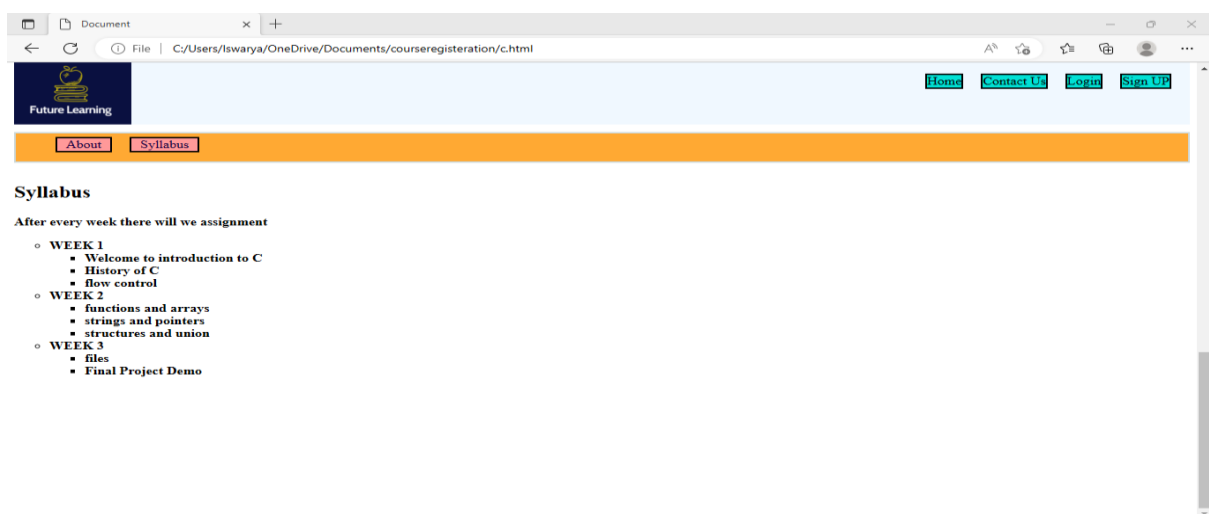 Document
File | C:/Users/Iswarya/OneDrive/Documents/courseregisteration/c.html
Future Learning
Home Contact Us Login Sign UP
About Syllabus
Syllabus
After every week there will we assignment
WEEK 1
Welcome to introduction to C
History of C
flow control
WEEK 2
functions and arrays
strings and pointers
structures and union
WEEK 3
files
Final Project Demo